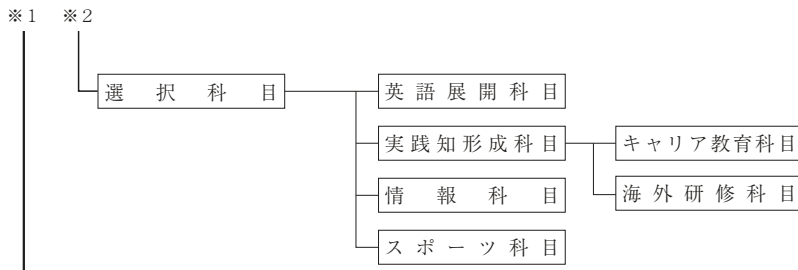 ※1 ※2
選択科目
英語展開科目
実践知形成科目
キャリア教育科目
海外研修科目
情報科目
スポーツ科目